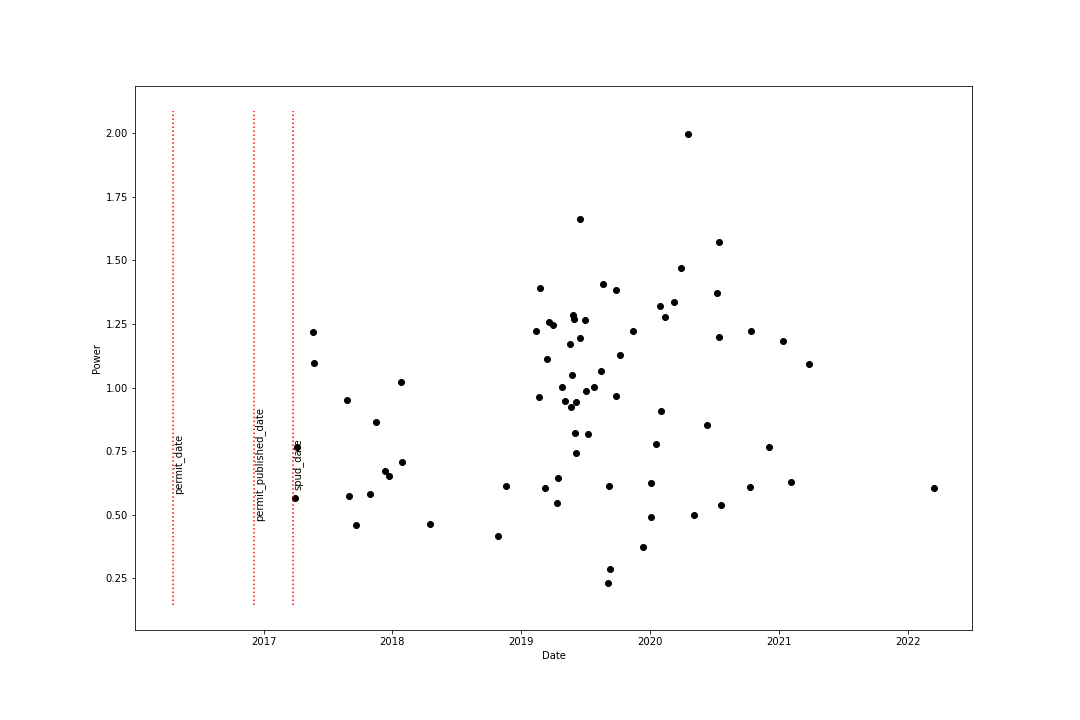 2.00
1.75
1.50
1.25
1.00
0.75
0.50
0.25
Power
permit_date
permit_published_date
spud_date
2017 2018 2019 2020 2021 2022
Date